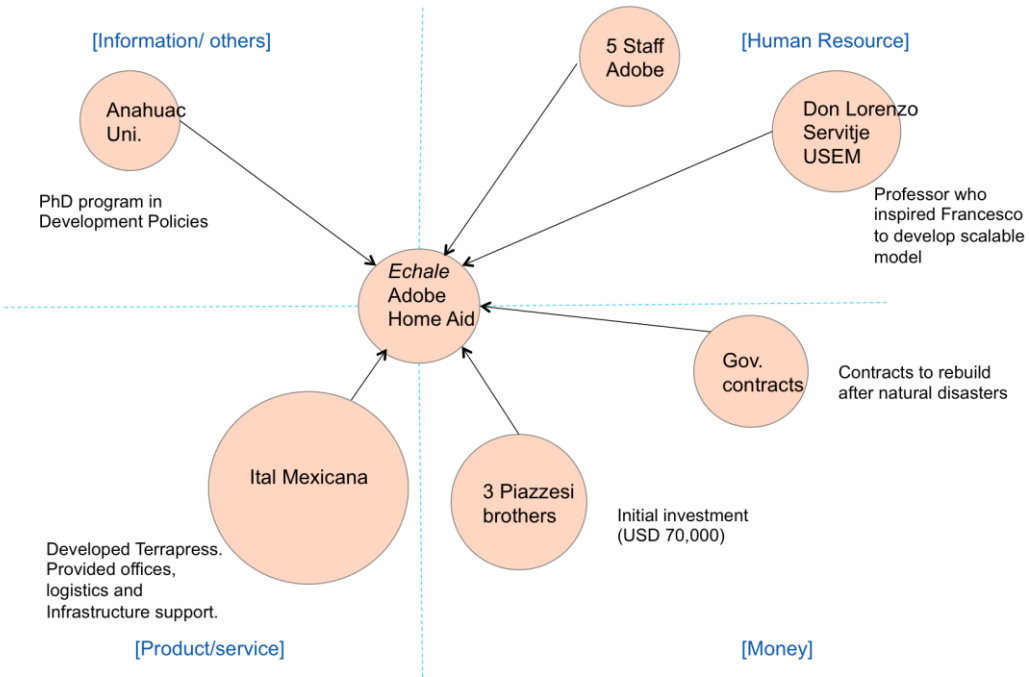 [Information/ others]
[Human Resource]
5 Staff
Adobe
Anahuac
Uni.
Don Lorenzo
Servitje
USEM
PhD program in
Development Policies
Professor who
inspired Francesco
to develop scalable
model
Echale
Adobe
Home Aid
Gov.
contracts
Contracts to rebuild
after natural disasters
Ital Mexicana
3 Piazzesi
brothers
Initial investment
(USD 70,000)
Developed Terrapress.
Provided offices,
logistics and
Infrastructure support.
[Product/service]
[Money]